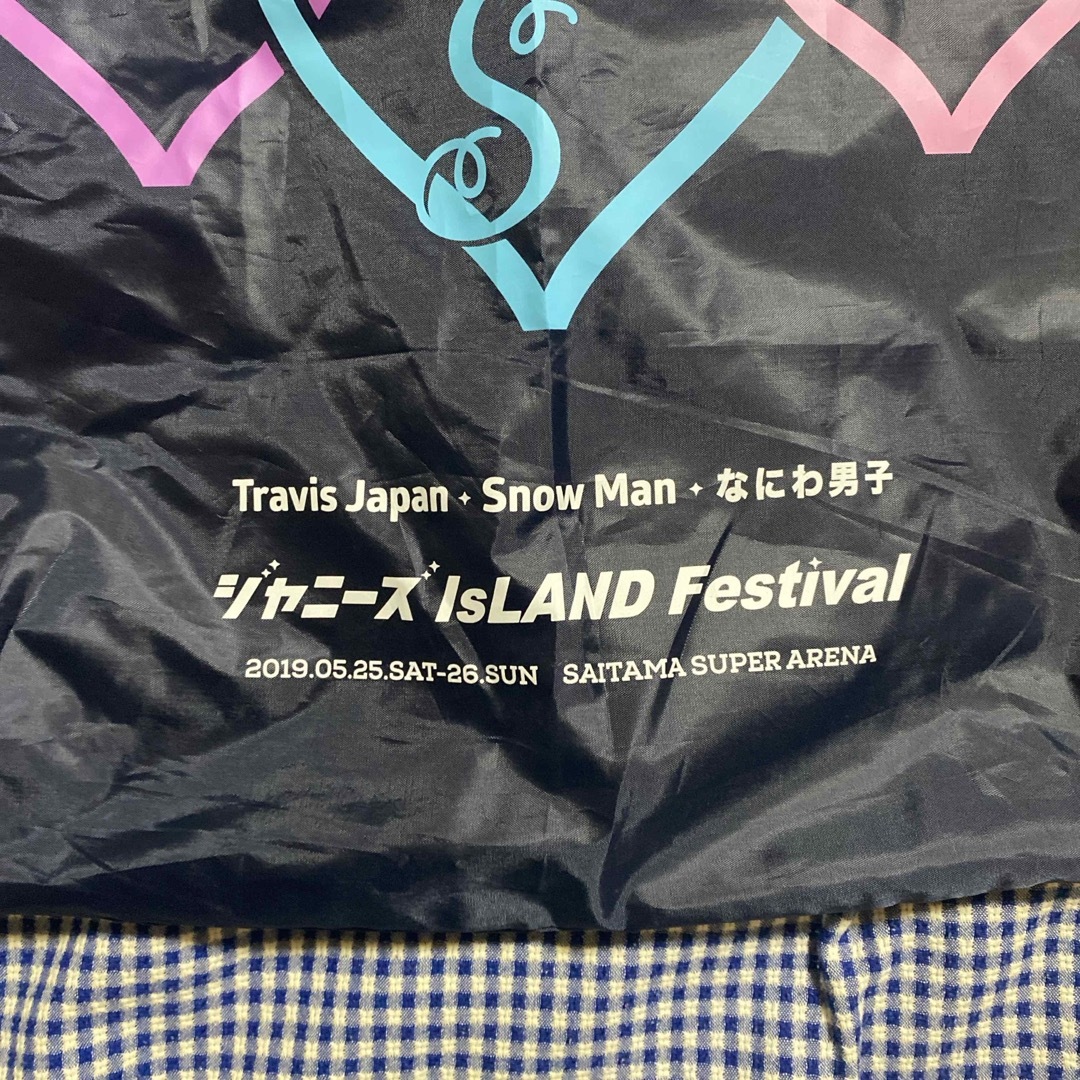 S
Travis Japan✦Snow Man✦なにわ男子
ジャニーズ IsLAND Festival
2019.05.25.SAT-26.SUN SAITAMA SUPER ARENA